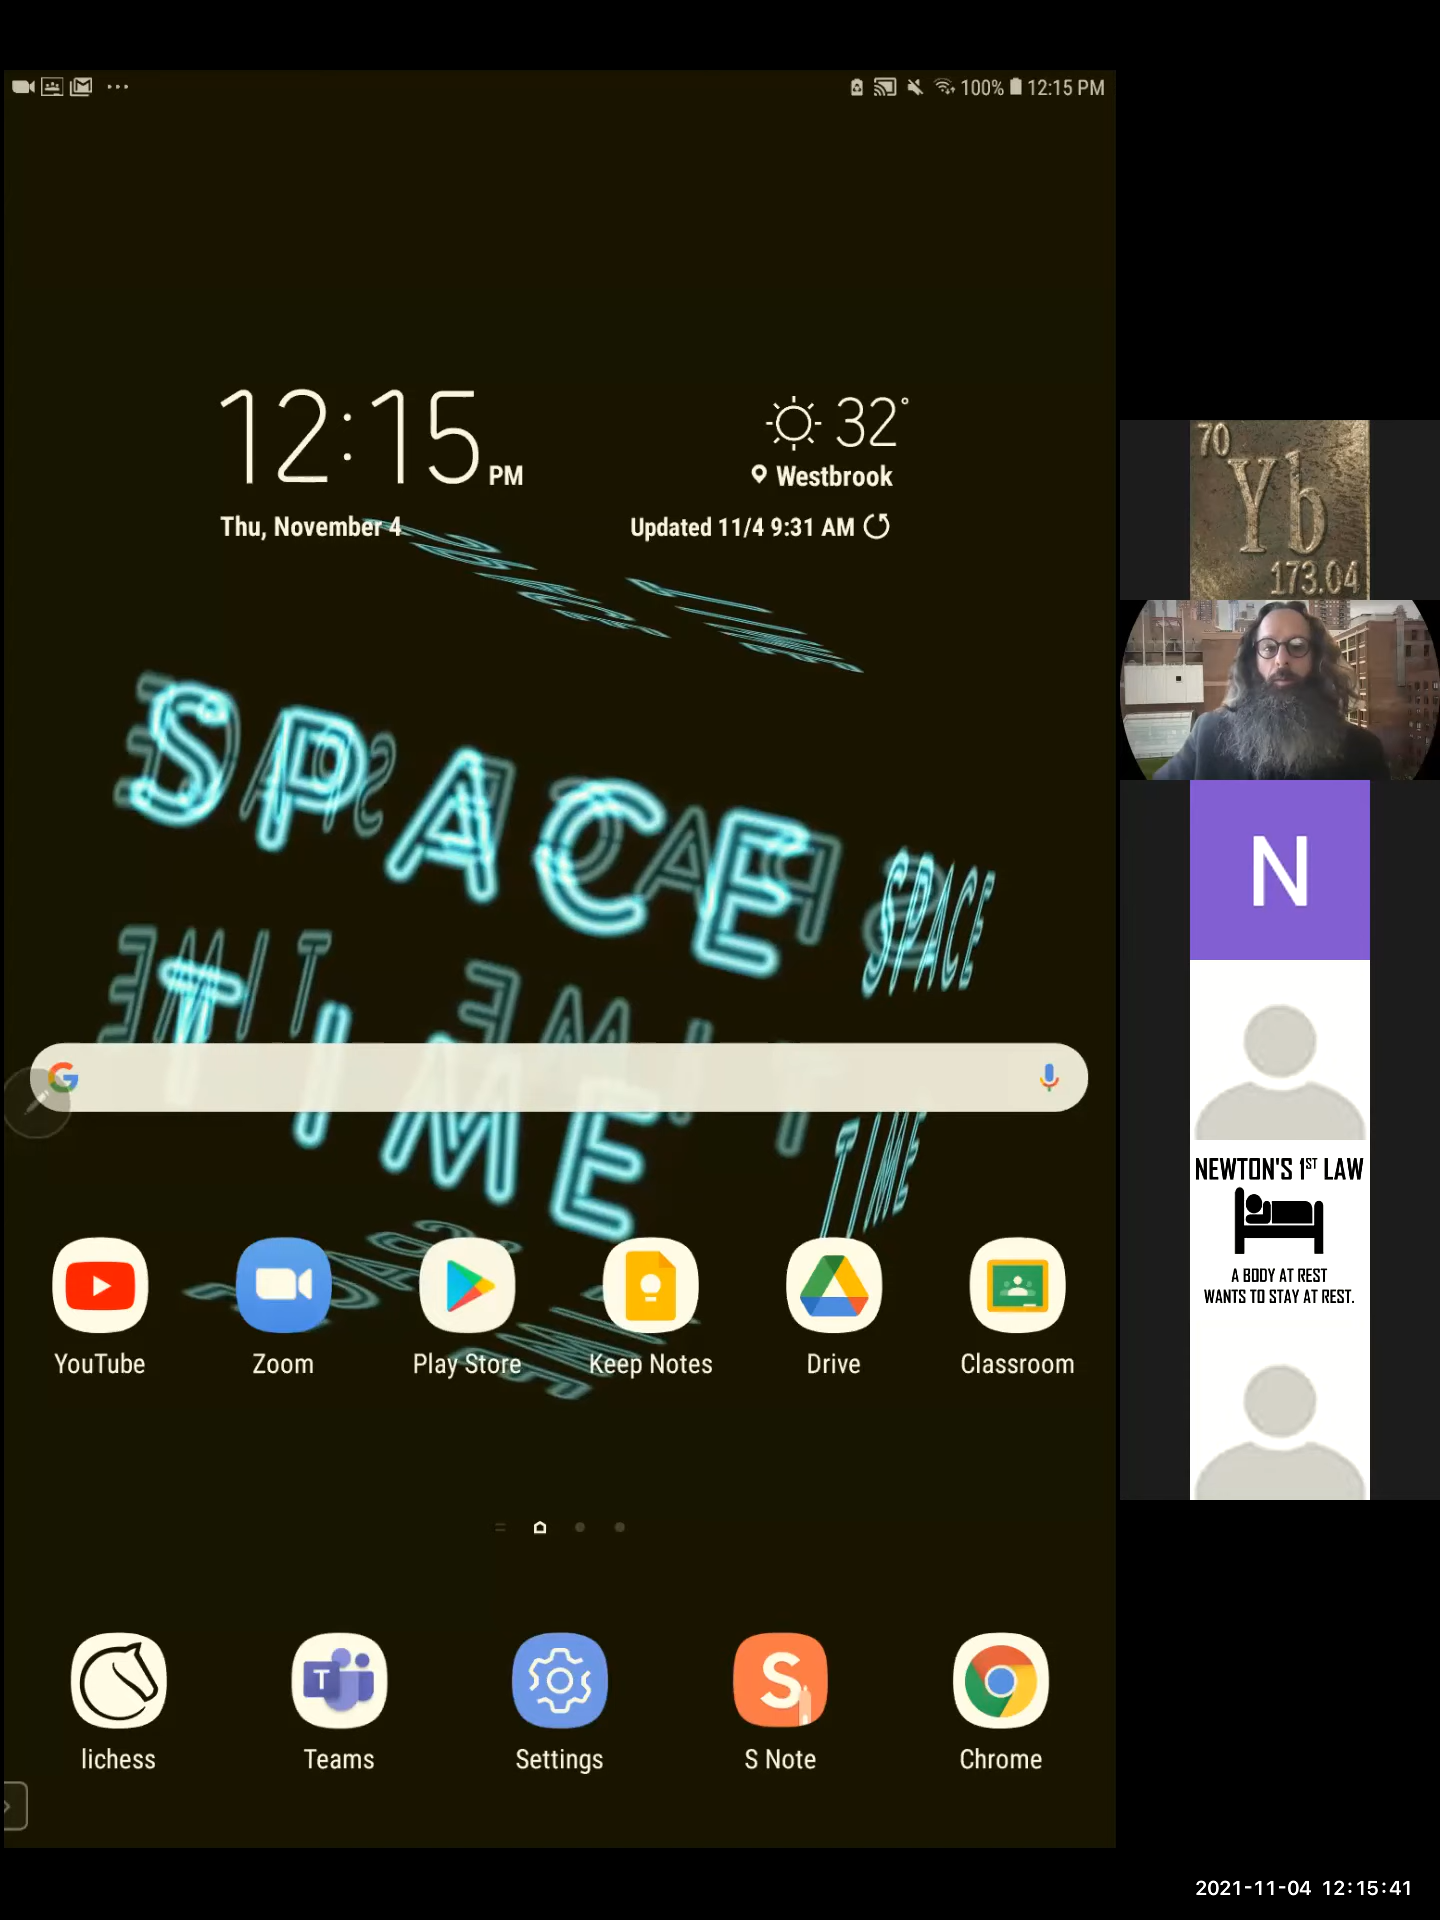 100% 12:15 PM
12:15 PM
32°
Westbrook
Thu, November 4
Updated 11/4 9:31 AM
SPACE
SPACE
TIME
TIME
YouTube
Zoom
Play Store
Keep Notes
Drive
Classroom
lichess
T
Teams
Settings
S
S Note
Chrome
70
Yb
173.04
N
NEWTON'S 1ST LAW
A BODY AT REST
WANTS TO STAY AT REST.
2021-11-04 12:15:41